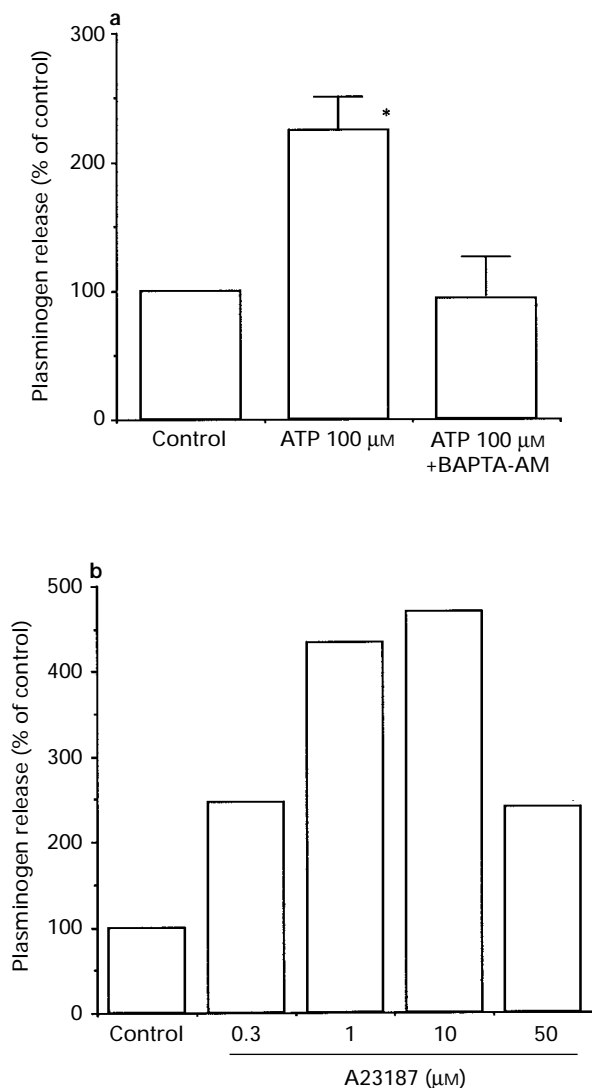 a
Plasminogen release (% of control)
300
200
100
0
*
Control
ATP 100 μM
ATP 100 μM
+BAPTA-AM
b
Plasminogen release (% of control)
500
400
300
200
100
0
Control
0.3
1
10
50
A23187 (μM)